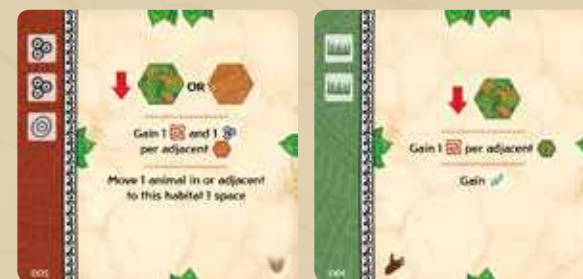 OR
Gain 1 and 1
per adjacent
Move 1 animal in or adjacent
to this habitat 1 space
005
Gain 1 per adjacent
Gain